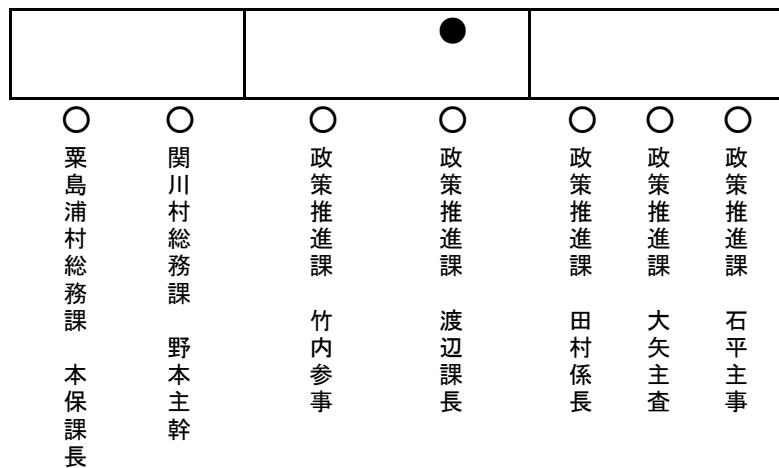 政策推進課　石平主事
政策推進課　大矢主査
政策推進課　田村係長
政策推進課　渡辺課長
政策推進課　竹内参事
関川村総務課　野本主幹
粟島浦村総務課　本保課長